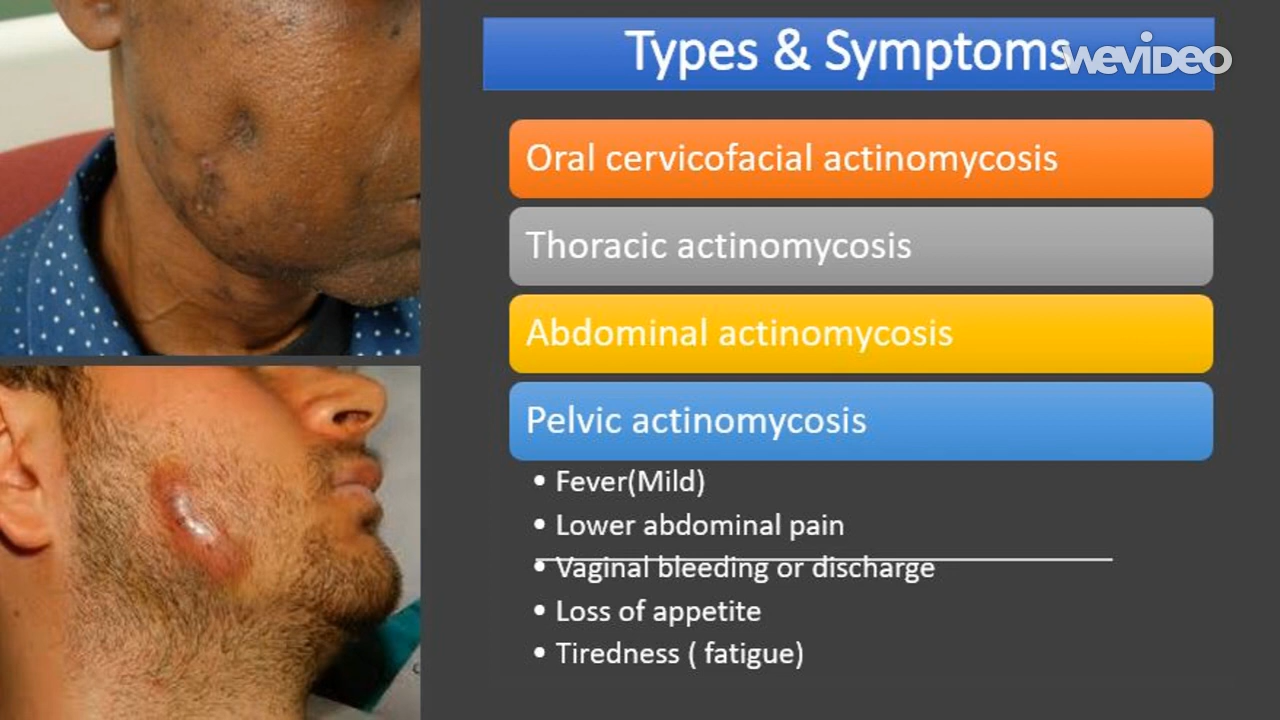 Types & Symptoms
WEVIDEO
Oral cervicofacial actinomycosis
Thoracic actinomycosis
Abdominal actinomycosis
Pelvic actinomycosis
• Fever(Mild)
• Lower abdominal pain
• Vaginal bleeding or discharge
• Loss of appetite
• Tiredness ( fatigue)